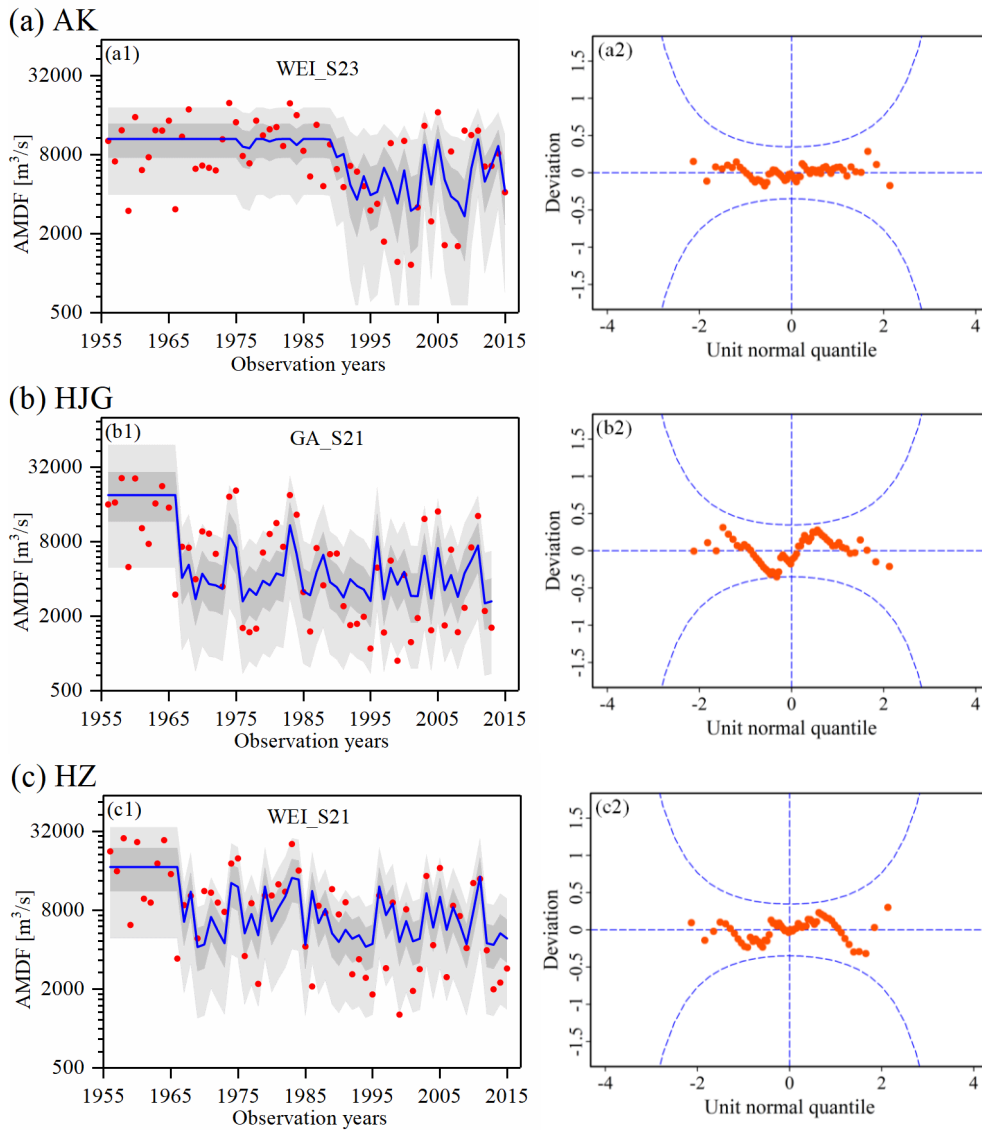 (a) AK
(a1)
WEI_S23
AMDF [m³/s]
32000
8000
2000
500
1955 1965 1975 1985 1995 2005 2015
Observation years
(a2)
Deviation
1.5
1
0.5
0
-0.5
-1
-1.5
-4 -2 0 2 4
Unit normal quantile
(b) HJG
(b1)
GA_S21
AMDF [m³/s]
32000
8000
2000
500
1955 1965 1975 1985 1995 2005 2015
Observation years
(b2)
Deviation
1.5
1
0.5
0
-0.5
-1
-1.5
-4 -2 0 2 4
Unit normal quantile
(c) HZ
(c1)
WEI_S21
AMDF [m³/s]
32000
8000
2000
500
1955 1965 1975 1985 1995 2005 2015
Observation years
(c2)
Deviation
1.5
1
0.5
0
-0.5
-1
-1.5
-4 -2 0 2 4
Unit normal quantile